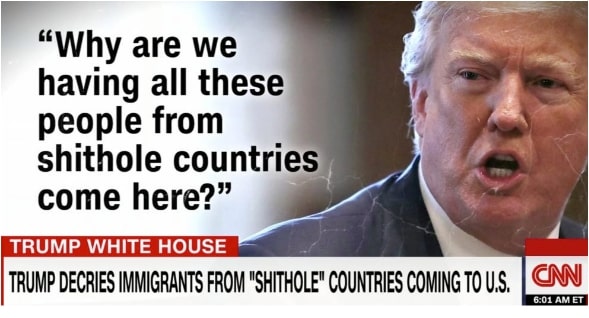 “Why are we
having all these
people from
shithole countries
come here?”
TRUMP WHITE HOUSE
TRUMP DECRIES IMMIGRANTS FROM "SHITHOLE" COUNTRIES COMING TO U.S.
CNN
6:01 AM ET